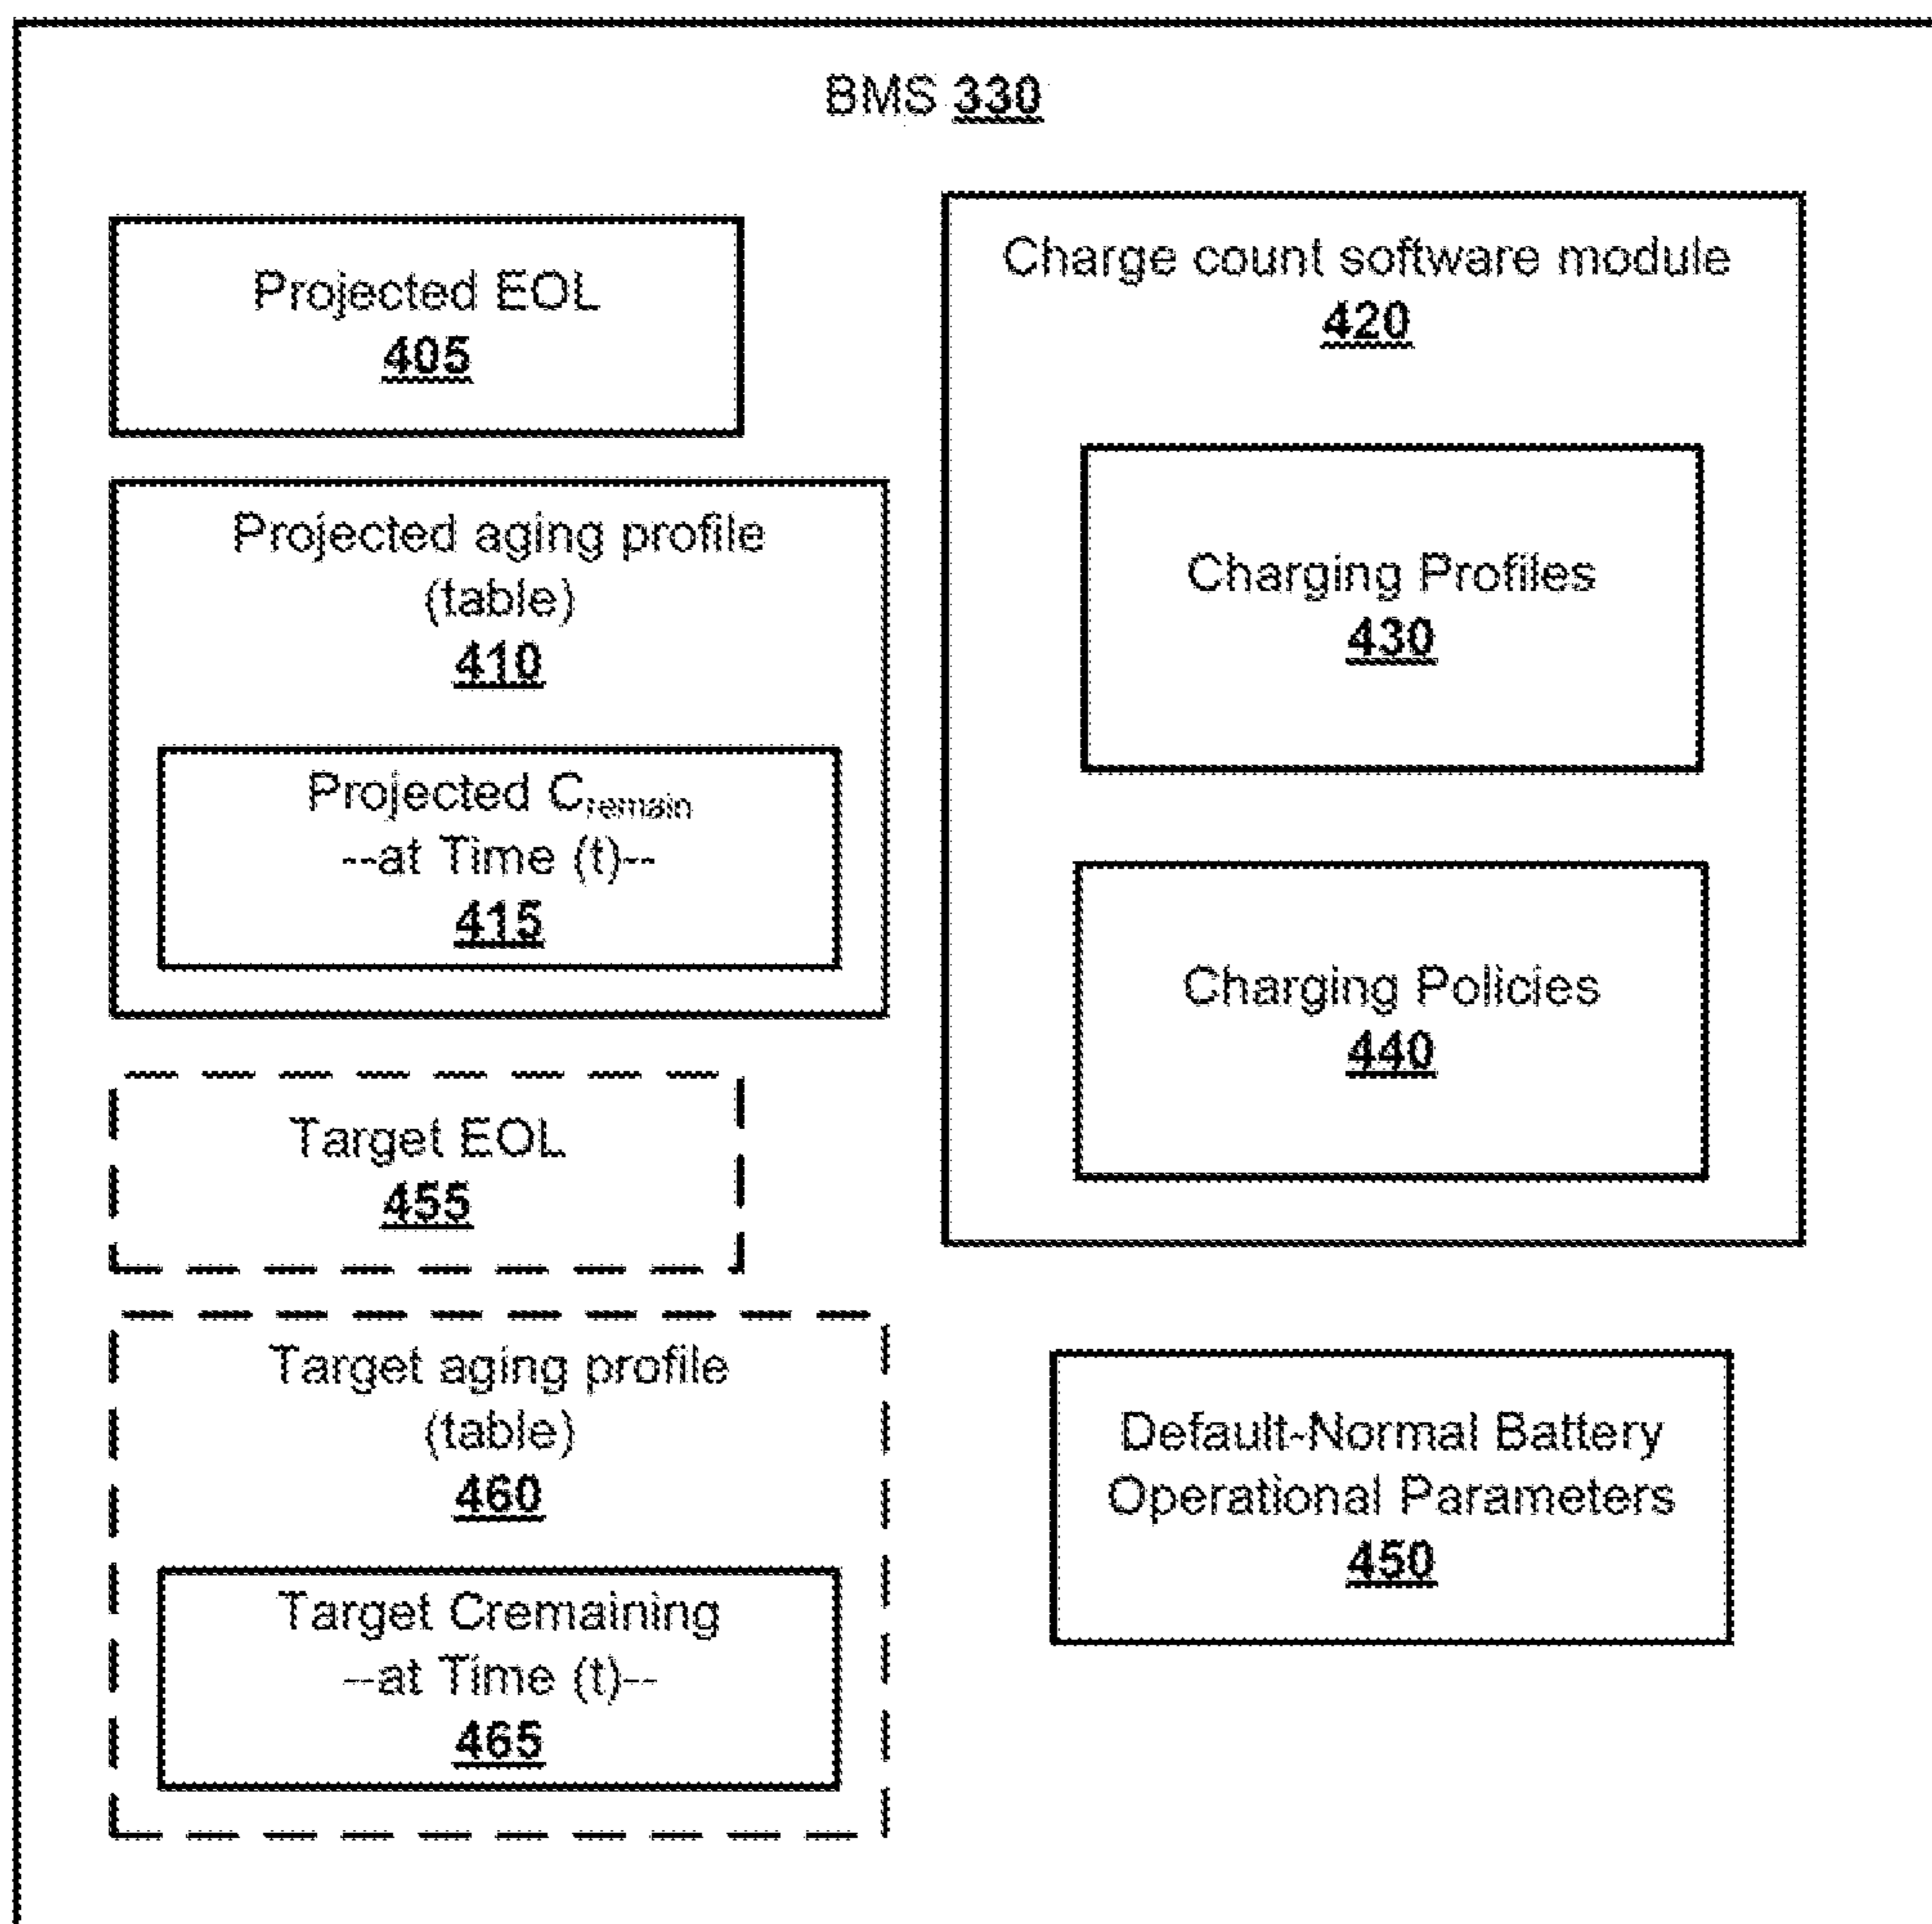 BMS 330
Projected EOL
405
Projected aging profile
(table)
410
Projected Cremain
--at Time (t)--
415
Target EOL
455
Target aging profile
(table)
460
Target Cremaining
--at Time (t)--
465
Charge count software module
420
Charging Profiles
430
Charging Policies
440
Default-Normal Battery
Operational Parameters
450